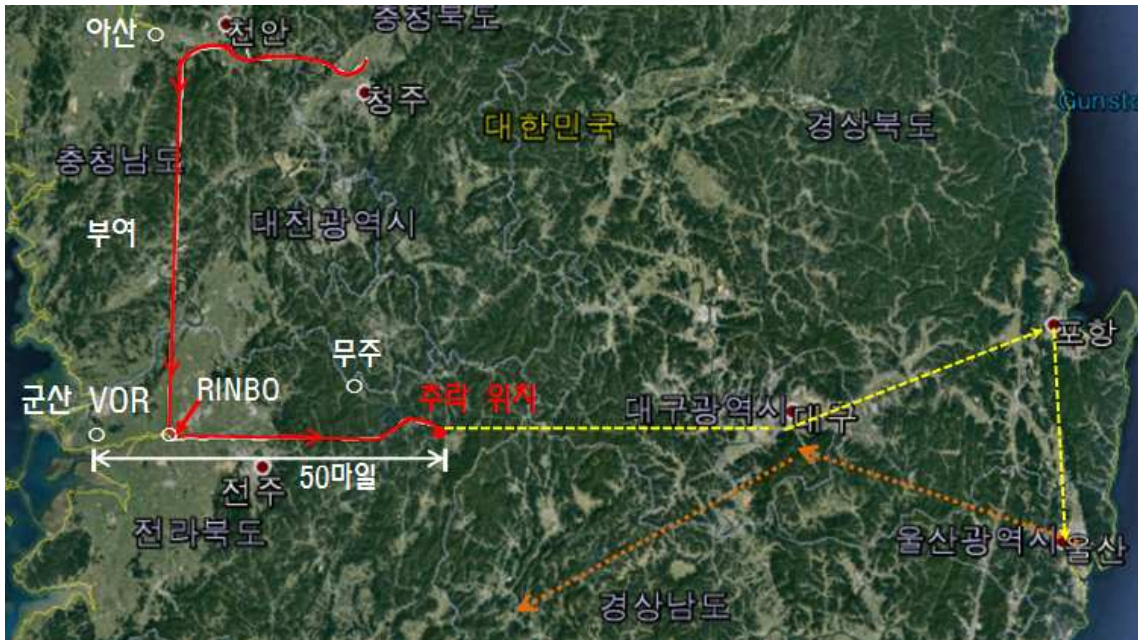 충청북도
아산
천안
청주
대한민국
경상북도
Gunsto
충청남도
부여
대전광역시
무주
포항
군산 VOR
RINBO
추락 위치
대구광역시
대구
50마일
전주
전라북도
울산광역시
울산
경상남도